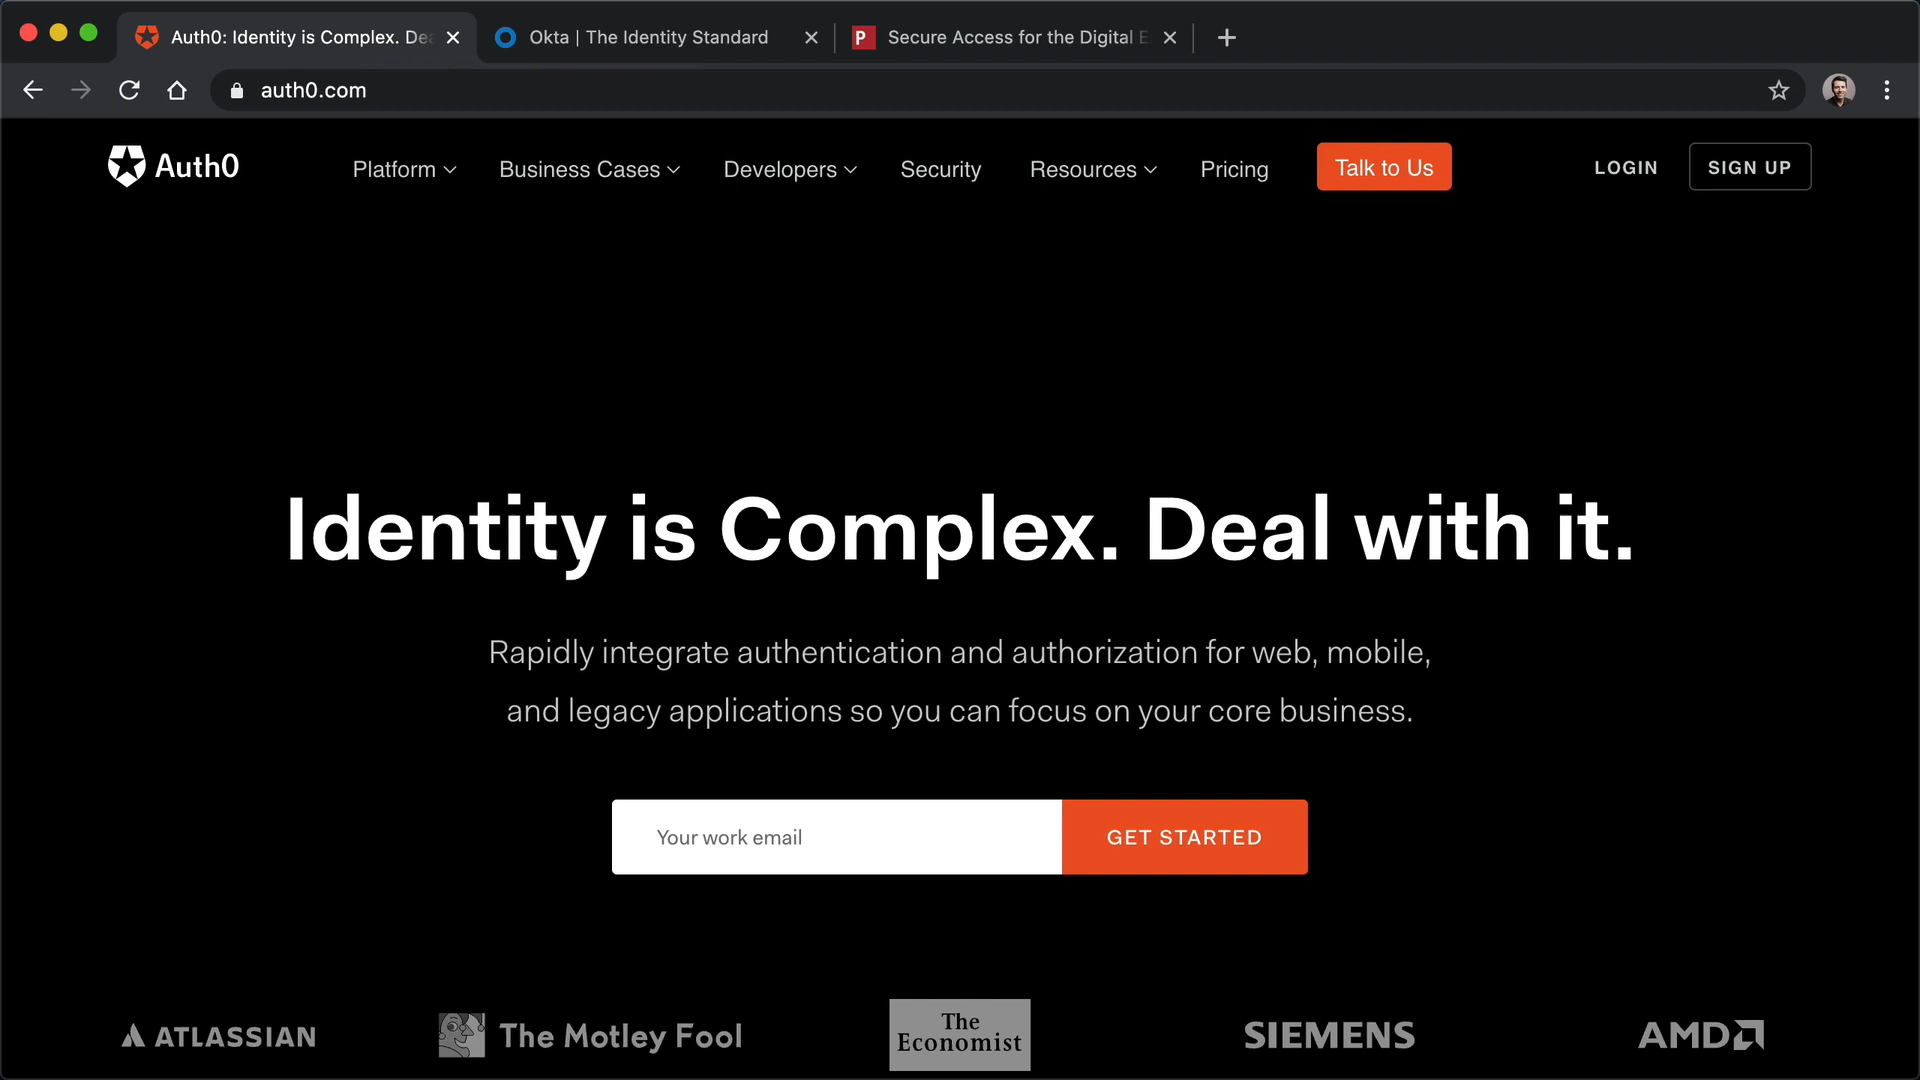 Auth0: Identity is Complex. De
Okta | The Identity Standard
P
Secure Access for the Digital E
auth0.com
Auth0
Platform
Business Cases
Developers
Security
Resources
Pricing
Talk to Us
LOGIN
SIGN UP
Identity is Complex. Deal with it.
Rapidly integrate authentication and authorization for web, mobile,
and legacy applications so you can focus on your core business.
Your work email
GET STARTED
ATLASSIAN
The Motley Fool
The
Economist
SIEMENS
AMD